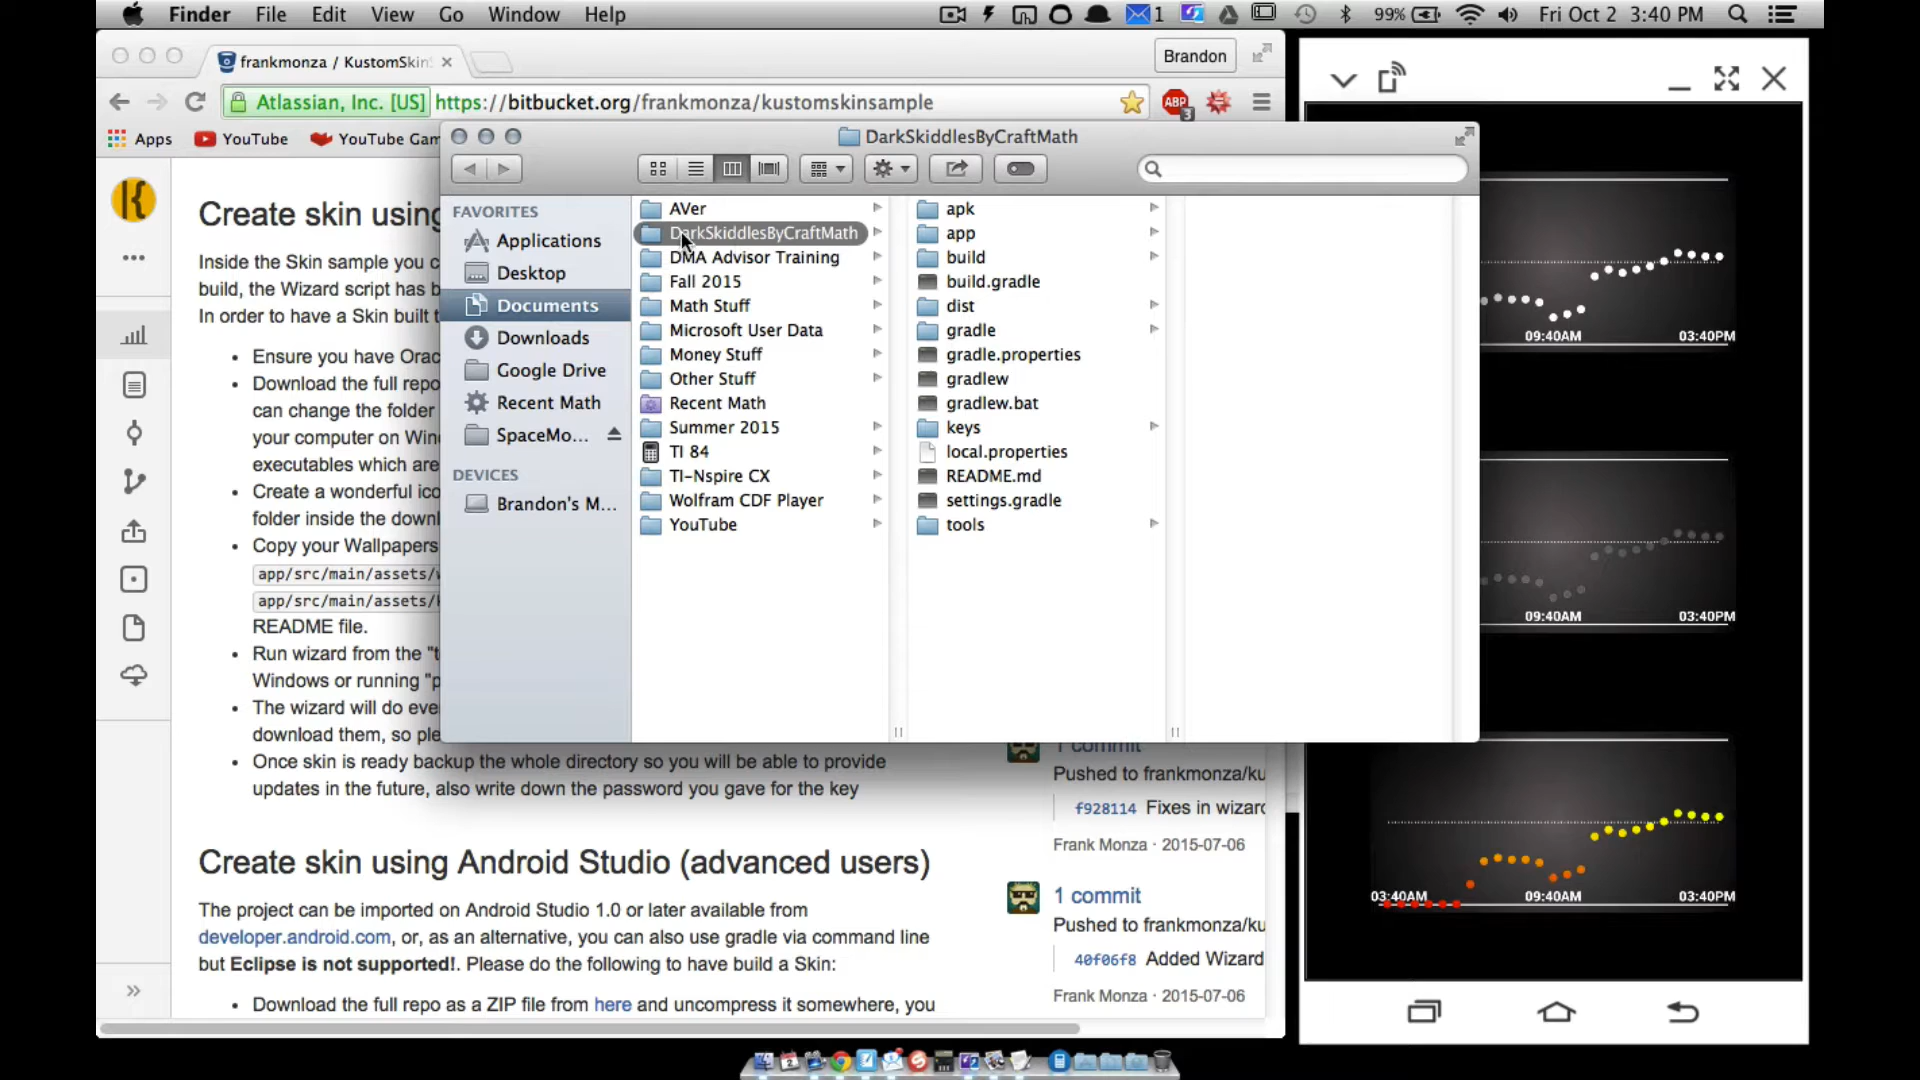 Finder File Edit View Go Window Help 1 99% Fri Oct 2 3:40 PM
frankmonza / KustomSkinS
Brandon
Atlassian, Inc. [US] https://bitbucket.org/frankmonza/kustomskinsample
ABP 3
Apps YouTube YouTube Gam
DarkSkiddlesByCraftMath
FAVORITES
Applications
Desktop
Documents
Downloads
Google Drive
Recent Math
SpaceMo...
DEVICES
Brandon's M...
AVer
DarkSkiddlesByCraftMath
DMA Advisor Training
Fall 2015
Math Stuff
Microsoft User Data
Money Stuff
Other Stuff
Recent Math
Summer 2015
TI 84
TI-Nspire CX
Wolfram CDF Player
YouTube
apk
app
build
build.gradle
dist
gradle
gradle.properties
gradlew
gradlew.bat
keys
local.properties
README.md
settings.gradle
tools
Create skin using
Inside the Skin sample you c
build, the Wizard script has b
In order to have a Skin built t
Ensure you have Orac
Download the full repo
can change the folder
your computer on Win
executables which are
Create a wonderful ico
folder inside the downl
Copy your Wallpapers
app/src/main/assets/w
app/src/main/assets/k
README file.
Run wizard from the "t
Windows or running "p
The wizard will do eve
download them, so ple
Once skin is ready backup the whole directory so you will be able to provide
updates in the future, also write down the password you gave for the key
Create skin using Android Studio (advanced users)
The project can be imported on Android Studio 1.0 or later available from
developer.android.com, or, as an alternative, you can also use gradle via command line
but Eclipse is not supported!. Please do the following to have build a Skin:
Download the full repo as a ZIP file from here and uncompress it somewhere, you
1 commit
Pushed to frankmonza/ku
f928114 Fixes in wizard
Frank Monza · 2015-07-06
1 commit
Pushed to frankmonza/ku
40f06f8 Added Wizard
Frank Monza · 2015-07-06
09:40AM 03:40PM
09:40AM 03:40PM
03:40AM 09:40AM 03:40PM